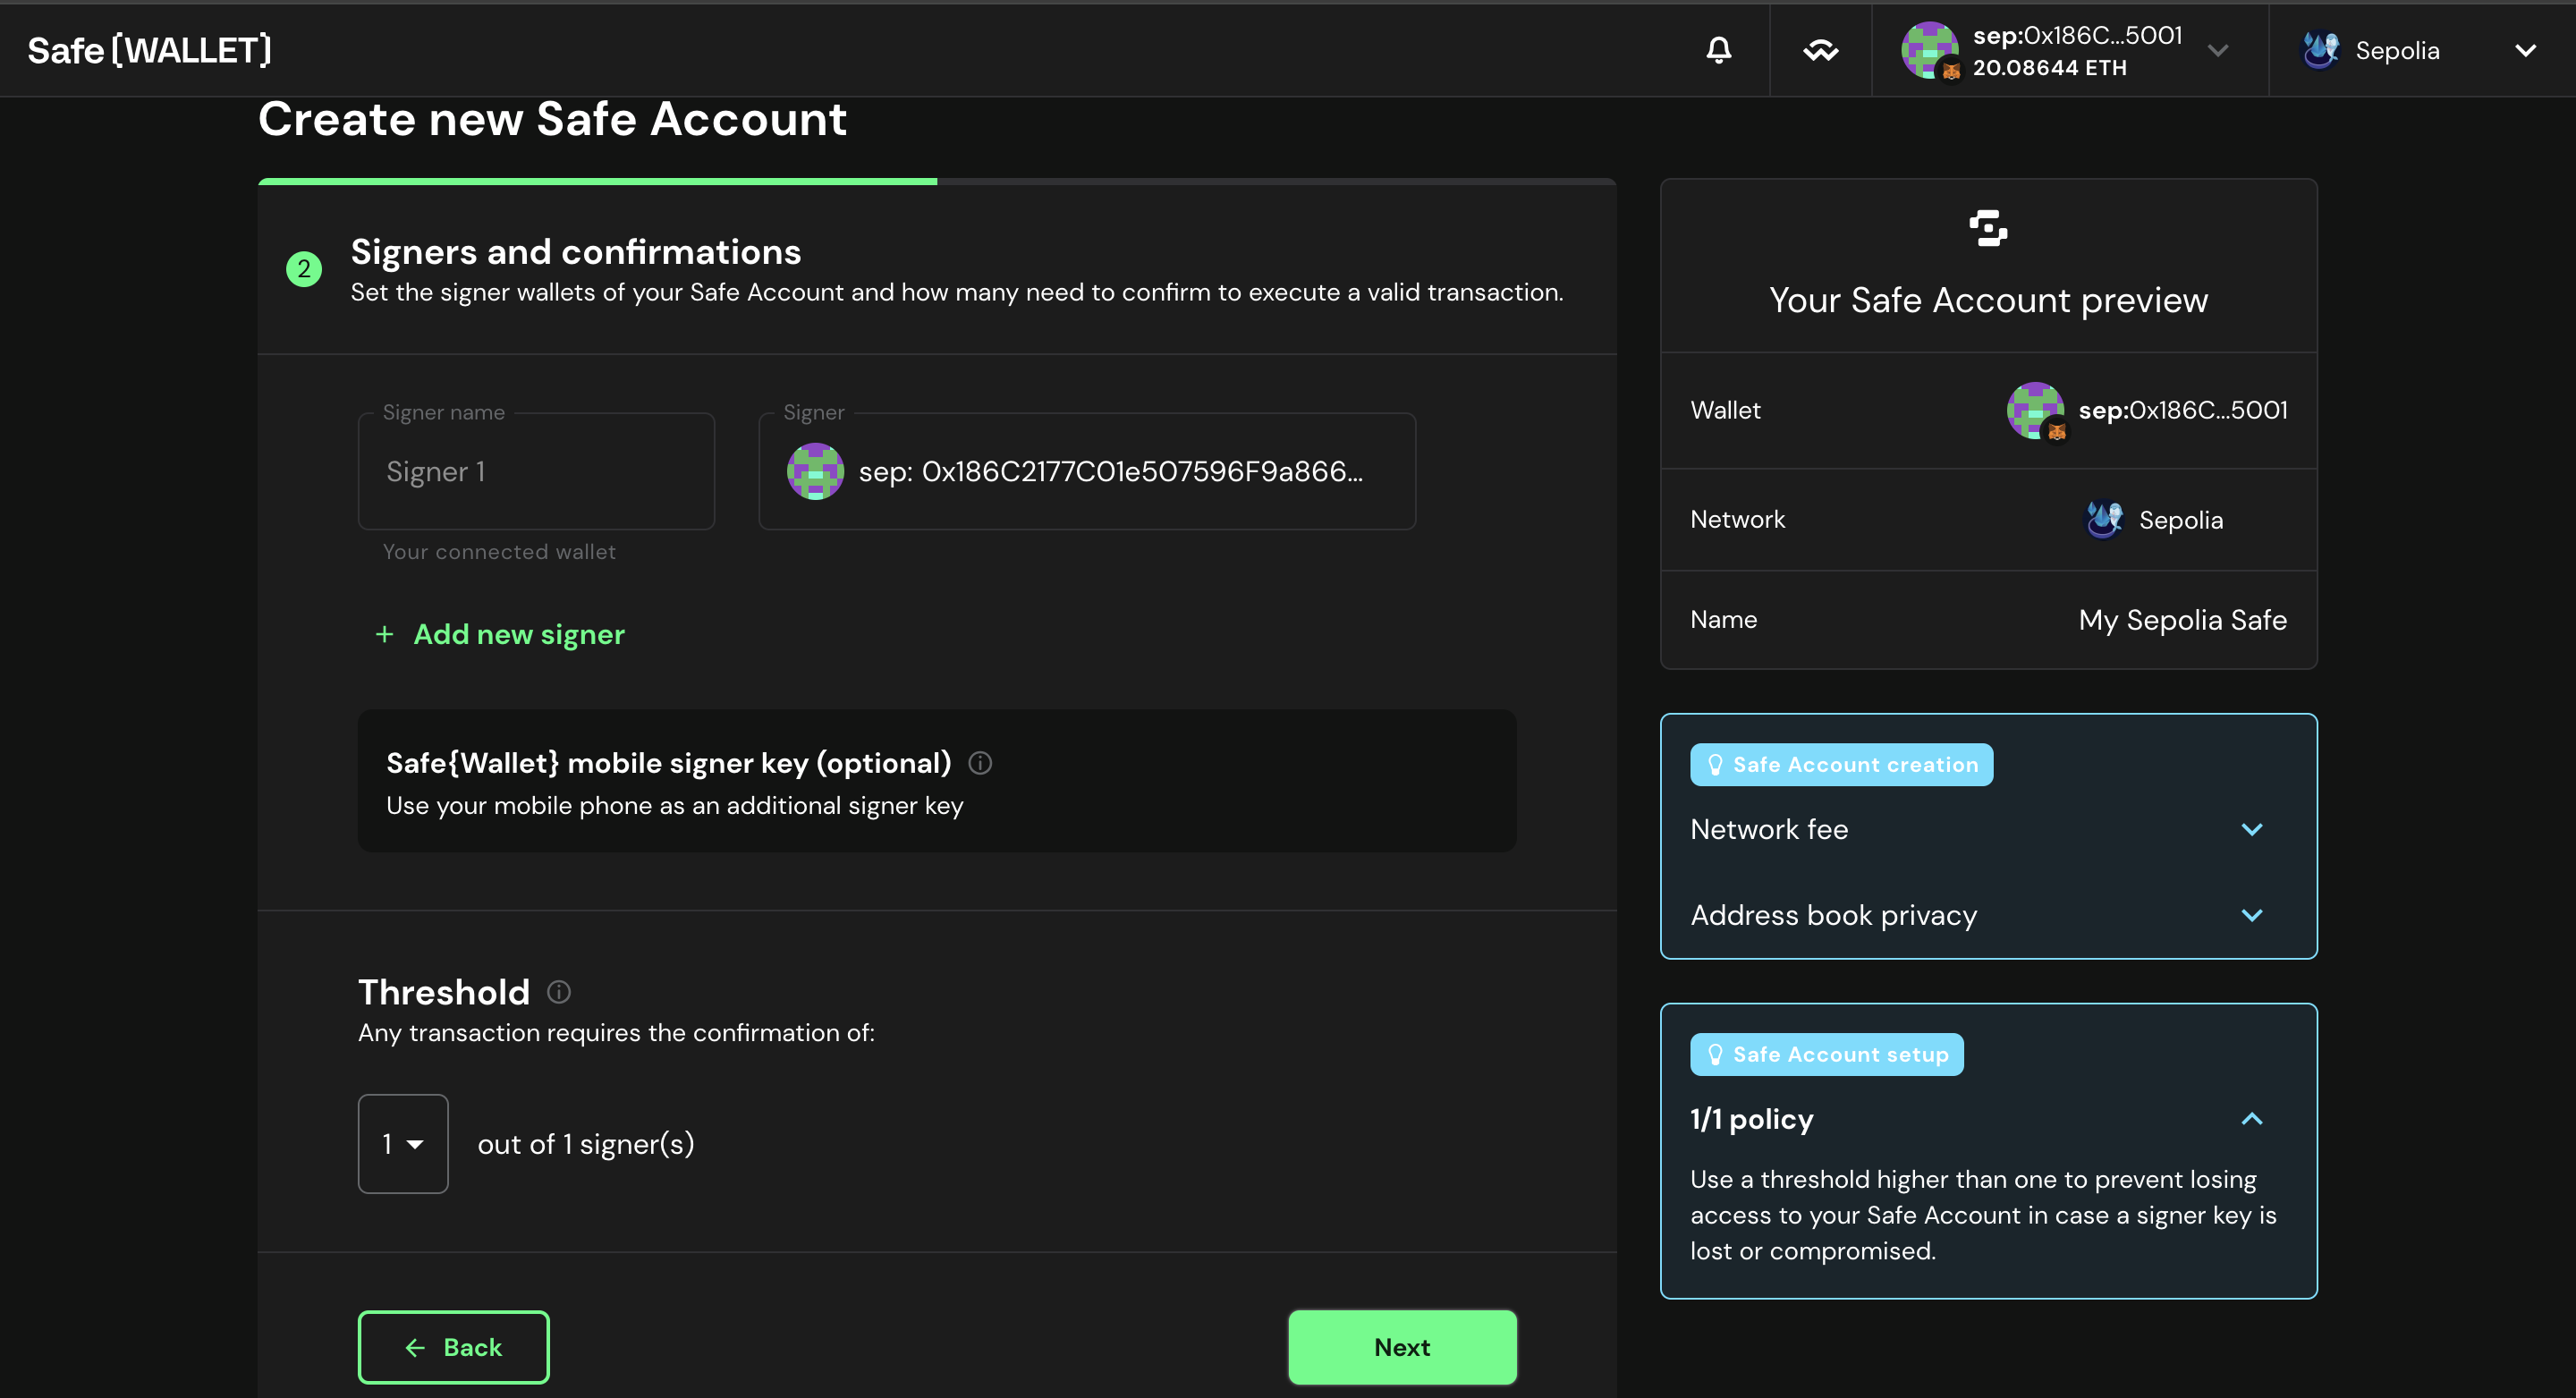 Safe{WALLET}
sep:0x186C...5001
20.08644 ETH
Sepolia
Create new Safe Account
2
Signers and confirmations
Set the signer wallets of your Safe Account and how many need to confirm to execute a valid transaction.
Signer name
Signer 1
Your connected wallet
Signer
sep: 0x186C2177C01e507596F9a866...
+ Add new signer
Safe{Wallet} mobile signer key (optional)
Use your mobile phone as an additional signer key
Threshold
Any transaction requires the confirmation of:
1
out of 1 signer(s)
Back
Next
Your Safe Account preview
Wallet
sep:0x186C...5001
Network
Sepolia
Name
My Sepolia Safe
Safe Account creation
Network fee
Address book privacy
Safe Account setup
1/1 policy
Use a threshold higher than one to prevent losing
access to your Safe Account in case a signer key is
lost or compromised.